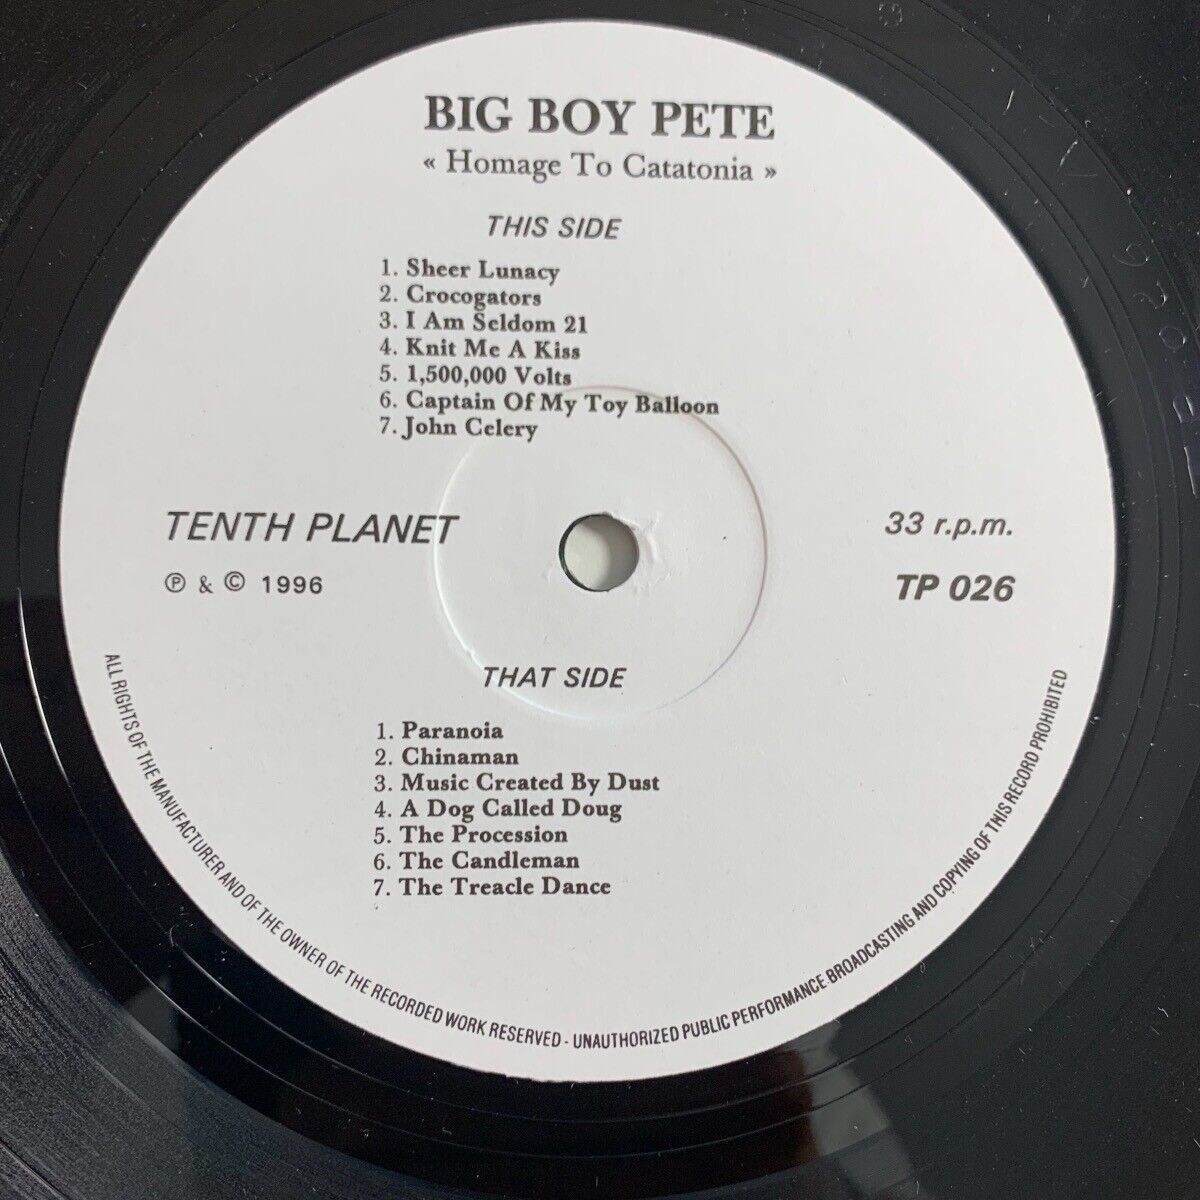 BIG BOY PETE
« Homage To Catatonia »
THIS SIDE
1. Sheer Lunacy
2. Crocogators
3. I Am Seldom 21
4. Knit Me A Kiss
5. 1,500,000 Volts
6. Captain Of My Toy Balloon
7. John Celery
TENTH PLANET
33 r.p.m.
℗ & © 1996
TP 026
THAT SIDE
1. Paranoia
2. Chinaman
3. Music Created By Dust
4. A Dog Called Doug
5. The Procession
6. The Candleman
7. The Treacle Dance
ALL RIGHTS OF THE MANUFACTURER AND OF THE OWNER OF THE RECORDED WORK RESERVED - UNAUTHORIZED PUBLIC PERFORMANCE BROADCASTING AND COPYING OF THIS RECORD PROHIBITED